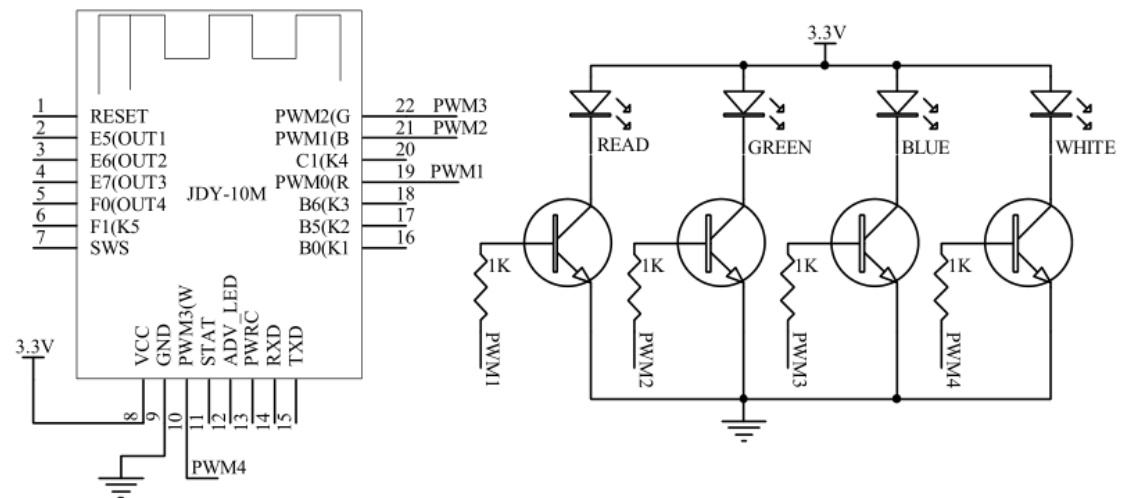 1 RESET
2 E5(OUT1
3 E6(OUT2
4 E7(OUT3
5 F0(OUT4
6 F1(K5
7 SWS
JDY-10M
PWM2(G 22 PWM3
PWM1(B 21 PWM2
C1(K4 20
PWM0(R 19 PWM1
B6(K3 18
B5(K2 17
B0(K1 16
VCC 8
GND 9
PWM3(W 10
STAT 11
ADV_LED 12
PWRC 13
RXD 14
TXD 15
3.3V
PWM4
3.3V
READ
GREEN
BLUE
WHITE
1K
1K
1K
1K
PWM1
PWM2
PWM3
PWM4